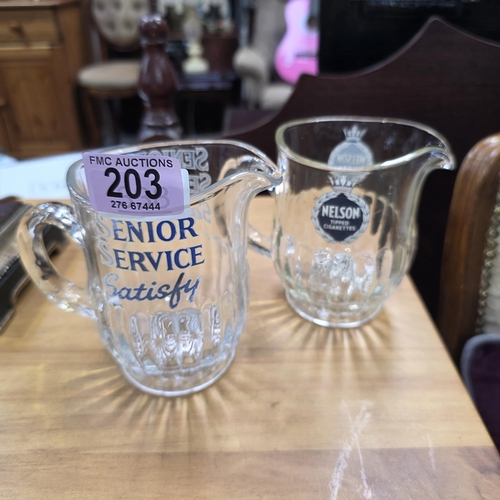 FMC AUCTIONS
203
276 67444
SENIOR
SERVICE
Satisfy
NELSON
TIPPED
CIGARETTES